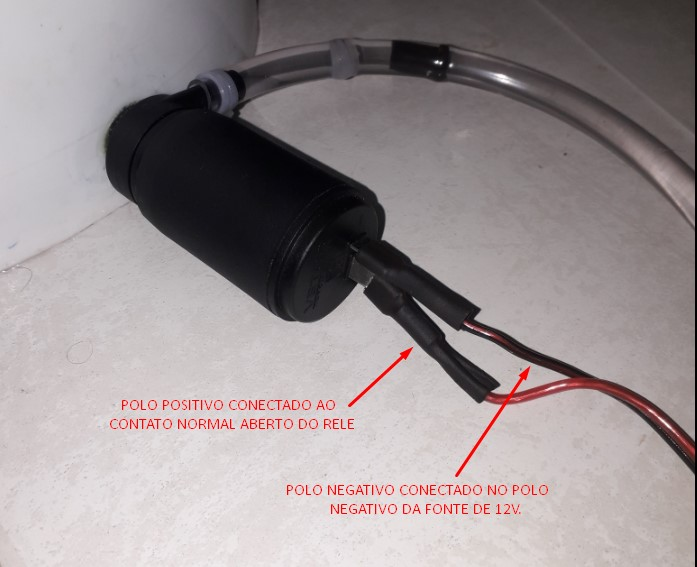 POLO POSITIVO CONECTADO AO
CONTATO NORMAL ABERTO DO RELE
POLO NEGATIVO CONECTADO NO POLO
NEGATIVO DA FONTE DE 12V.